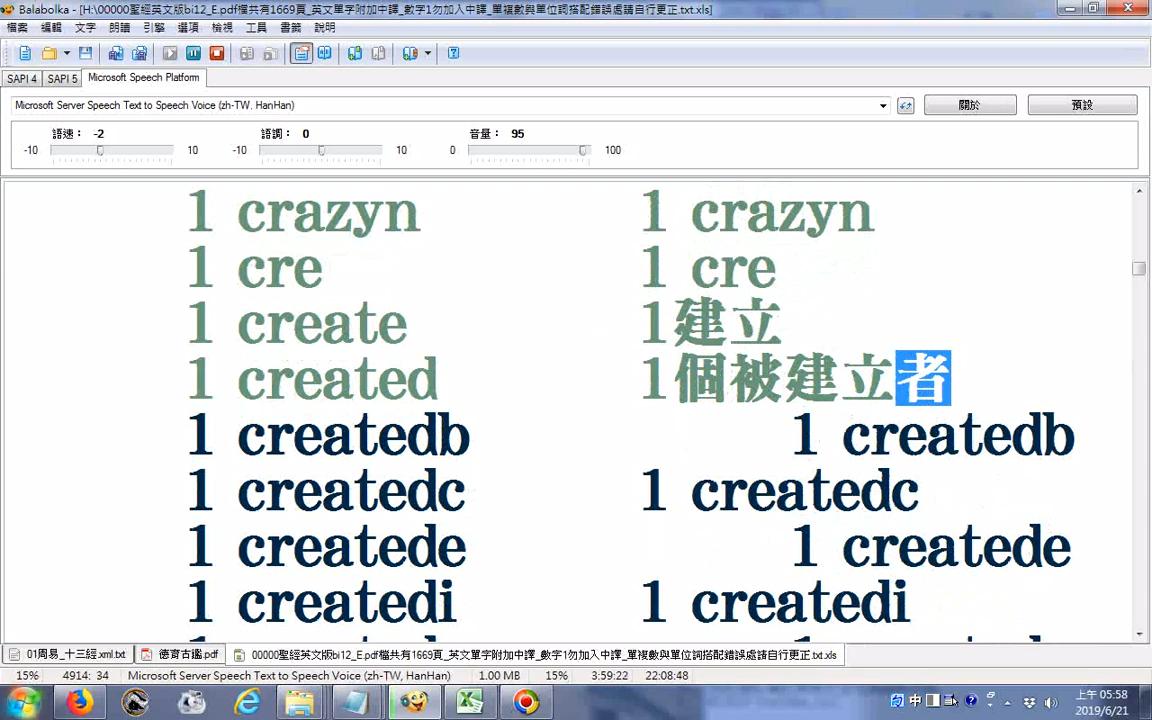 Balabolka - [H:\00000聖經英文版bi12_E.pdf檔共有1669頁_英文單字附加中譯_數字1勿加入中譯_單複數與單位詞搭配錯誤處請自行更正.txt.xls]
檔案 編輯 文字 朗讀 引擎 選項 檢視 工具 書籤 說明
SAPI 4 SAPI 5 Microsoft Speech Platform
Microsoft Server Speech Text to Speech Voice (zh-TW, HanHan) 關於 預設
語速： -2 語調： 0 音量： 95
-10 10 -10 10 0 100
1 crazyn 1 crazyn
1 cre 1 cre
1 create 1建立
1 created 1個被建立者
1 createdb 1 createdb
1 createdc 1 createdc
1 createde 1 createde
1 createdi 1 createdi
01周易_十三經.xml.txt 德育古鑑.pdf 00000聖經英文版bi12_E.pdf檔共有1669頁_英文單字附加中譯_數字1勿加入中譯_單複數與單位詞搭配錯誤處請自行更正.txt.xls
15% 4914: 34 Microsoft Server Speech Text to Speech Voice (zh-TW, HanHan) 1.00 MB 15% 3:59:22 22:08:48
中 上午 05:58
2019/6/21